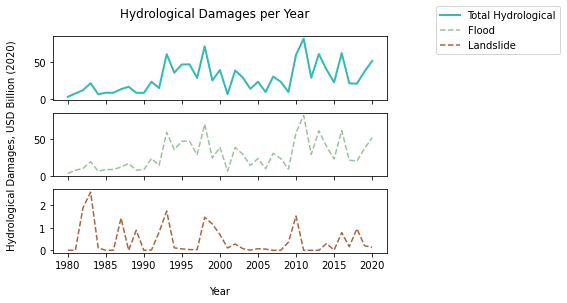 Hydrological Damages per Year
Total Hydrological
Flood
Landslide
Hydrological Damages, USD Billion (2020)
50
0
50
0
2
1
0
1980 1985 1990 1995 2000 2005 2010 2015 2020
Year